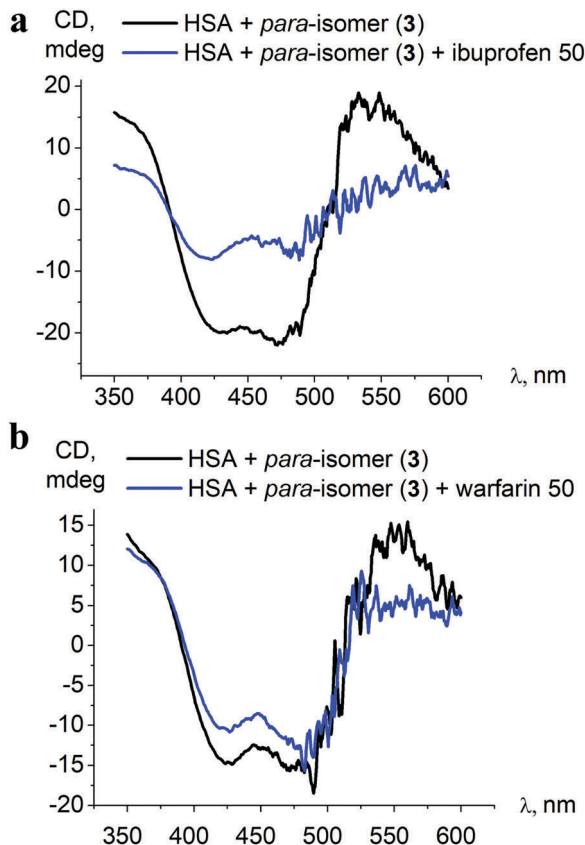 a
CD,
mdeg
HSA + para-isomer (3)
HSA + para-isomer (3) + ibuprofen 50
20
10
0
-10
-20
350 400 450 500 550 600
λ, nm
b
CD,
mdeg
HSA + para-isomer (3)
HSA + para-isomer (3) + warfarin 50
15
10
5
0
-5
-10
-15
-20
λ, nm
350 400 450 500 550 600